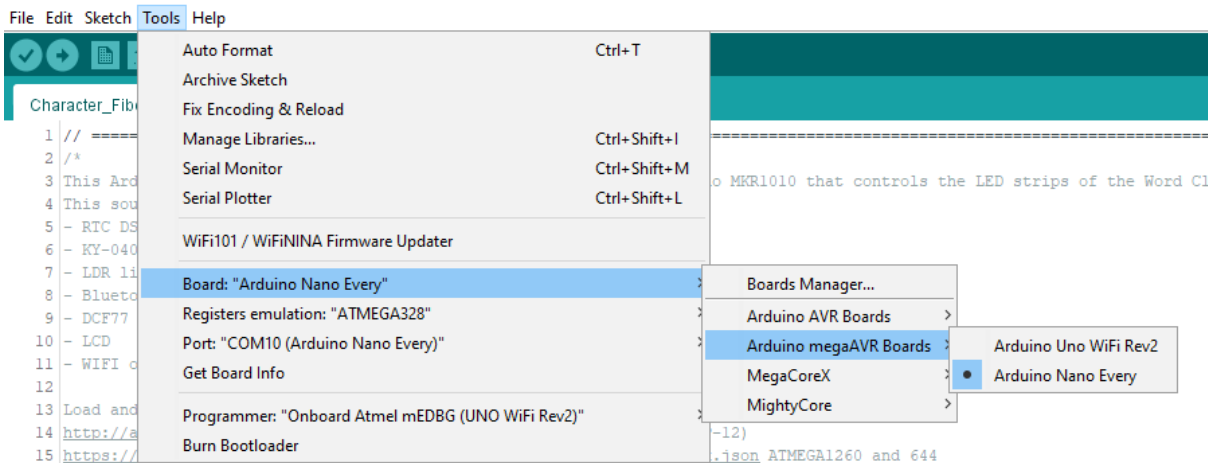 File Edit Sketch Tools Help
Auto Format Ctrl+T
Archive Sketch
Fix Encoding & Reload
Manage Libraries... Ctrl+Shift+I
Serial Monitor Ctrl+Shift+M
Serial Plotter Ctrl+Shift+L
WiFi101 / WiFiNINA Firmware Updater
Board: "Arduino Nano Every"
Registers emulation: "ATMEGA328"
Port: "COM10 (Arduino Nano Every)"
Get Board Info
Programmer: "Onboard Atmel mEDBG (UNO WiFi Rev2)"
Burn Bootloader
Boards Manager...
Arduino AVR Boards
Arduino megaAVR Boards
MegaCoreX
MightyCore
Arduino Uno WiFi Rev2
Arduino Nano Every
Character_Fib
1 // =====
2 /*
3 This Ard o MKR1010 that controls the LED strips of the Word Cl
4 This sou
5 - RTC DS
6 - KY-040
7 - LDR li
8 - Blueto
9 - DCF77
10 - LCD
11 - WIFI o
12
13 Load and
14 http://a -12)
15 https:// .json ATMEGA1260 and 644